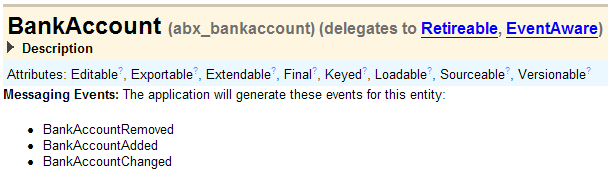 BankAccount (abx_bankaccount) (delegates to Retireable, EventAware)
Description
Attributes: Editable?, Exportable?, Extendable?, Final?, Keyed?, Loadable?, Sourceable?, Versionable?
Messaging Events: The application will generate these events for this entity:
• BankAccountRemoved
• BankAccountAdded
• BankAccountChanged